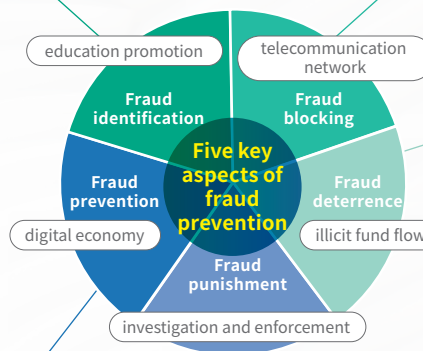 education promotion
telecommunication
network
Fraud
identification
Fraud
blocking
Five key
aspects of
fraud
prevention
Fraud
prevention
Fraud
deterrence
digital economy
illicit fund flow
Fraud
punishment
investigation and enforcement